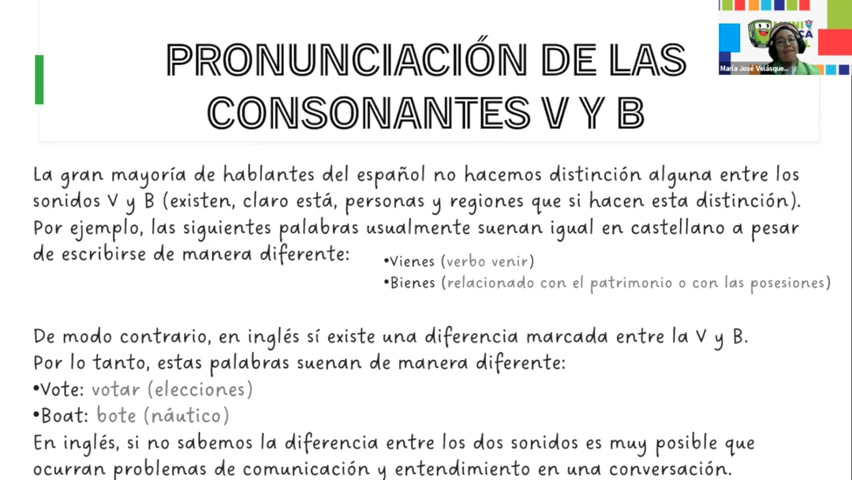 PRONUNCIACIÓN DE LAS
CONSONANTES V Y B
María José Velásque...
La gran mayoría de hablantes del español no hacemos distinción alguna entre los
sonidos V y B (existen, claro está, personas y regiones que si hacen esta distinción).
Por ejemplo, las siguientes palabras usualmente suenan igual en castellano a pesar
de escribirse de manera diferente:
•Vienes (verbo venir)
•Bienes (relacionado con el patrimonio o con las posesiones)
De modo contrario, en inglés sí existe una diferencia marcada entre la V y B.
Por lo tanto, estas palabras suenan de manera diferente:
•Vote: votar (elecciones)
•Boat: bote (náutico)
En inglés, si no sabemos la diferencia entre los dos sonidos es muy posible que
ocurran problemas de comunicación y entendimiento en una conversación.